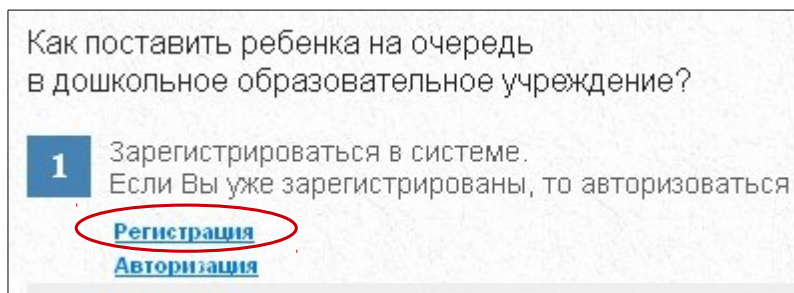 Как поставить ребенка на очередь
в дошкольное образовательное учреждение?
1
Зарегистрироваться в системе.
Если Вы уже зарегистрированы, то авторизоваться
Регистрация
Авторизация